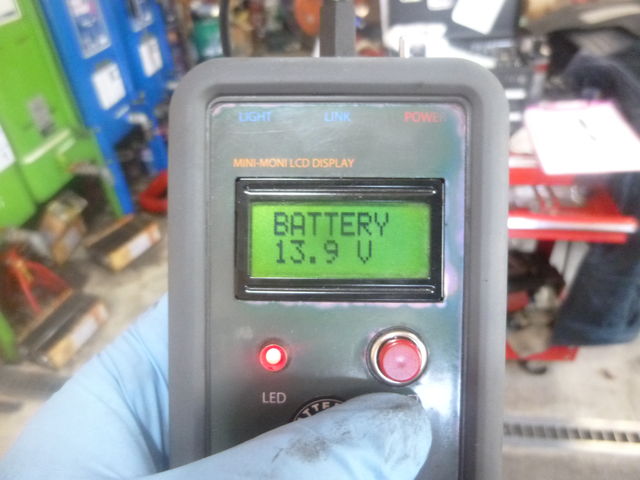 LIGHT LINK POWER
MINI-MONI LCD DISPLAY
BATTERY
13.9 V
LED